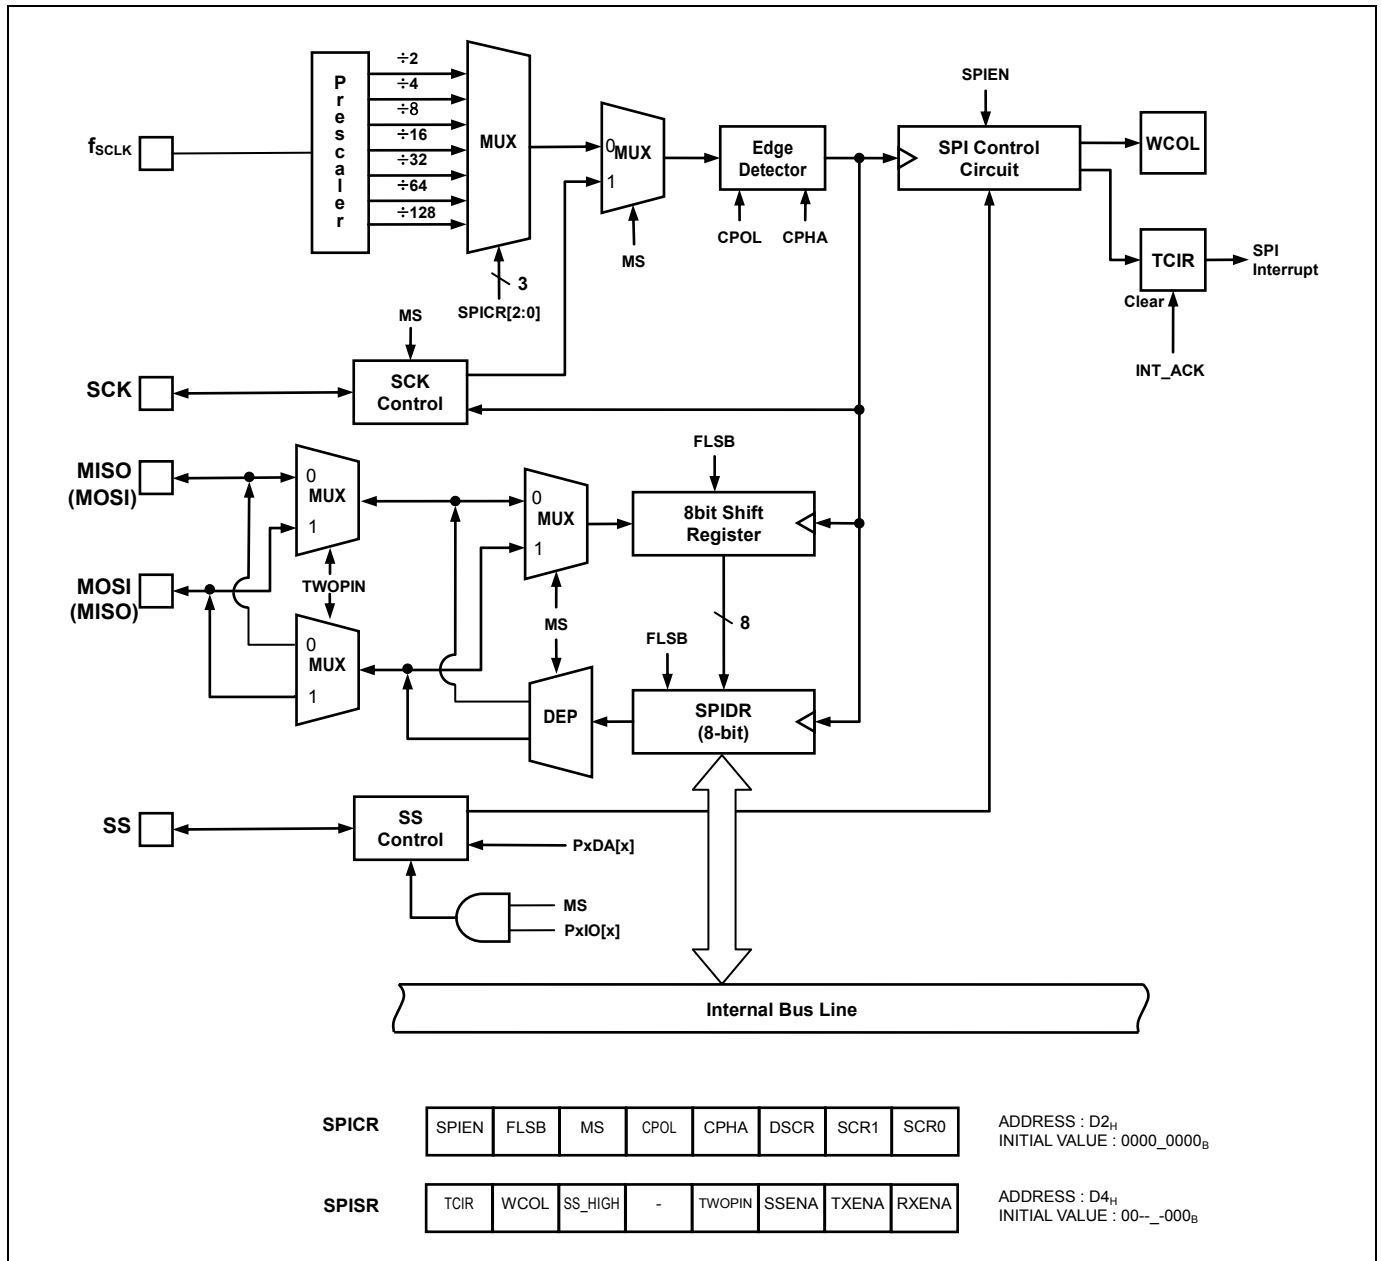 fSCLK
Prescaler
÷2
÷4
÷8
÷16
÷32
÷64
÷128
MUX
3
SPICR[2:0]
0
MUX
1
MS
Edge
Detector
CPOL
CPHA
SPIEN
SPI Control
Circuit
WCOL
TCIR
SPI
Interrupt
Clear
INT_ACK
MS
SCK
SCK
Control
MISO
(MOSI)
0
MUX
1
MOSI
(MISO)
TWOPIN
0
MUX
1
0
MUX
1
MS
DEP
FLSB
8bit Shift
Register
8
FLSB
SPIDR
(8-bit)
SS
SS
Control
PxDA[x]
MS
PxIO[x]
Internal Bus Line
SPICR SPIEN FLSB MS CPOL CPHA DSCR SCR1 SCR0 ADDRESS : D2H
INITIAL VALUE : 0000_0000B
SPISR TCIR WCOL SS_HIGH - TWOPIN SSENA TXENA RXENA ADDRESS : D4H
INITIAL VALUE : 00--_-000B